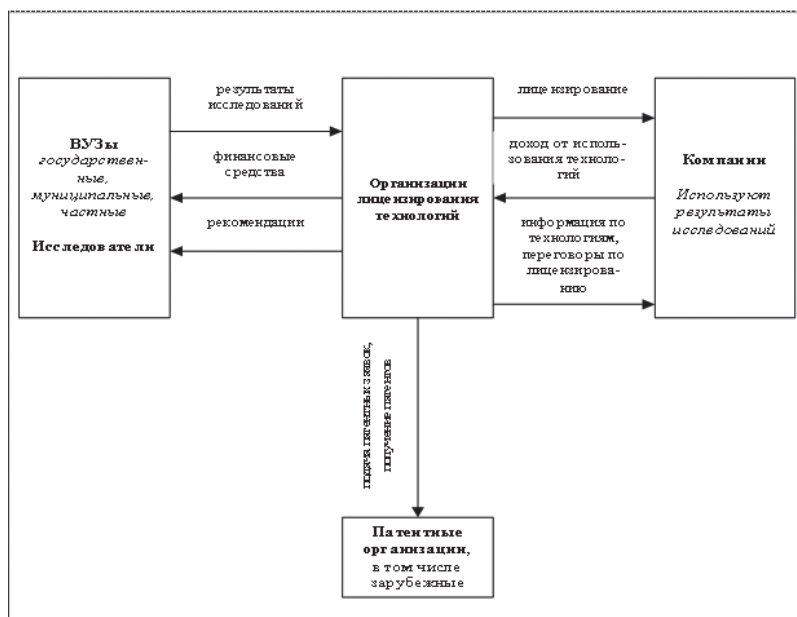 ВУЗы
государствен-
ные,
муниципальные,
частные
Исследователи
результаты
исследований
финансовые
средства
рекомендации
Организации
лицензирования
технологий
лицензирование
доход от исполь-
зования техноло-
гий
информация по
технологиям,
переговоры по
лицензирова-
нию
Компании
Используют
результаты
исследований
подача патентных заявок,
получение патентов
Патентные
организации,
в том числе
зарубежные